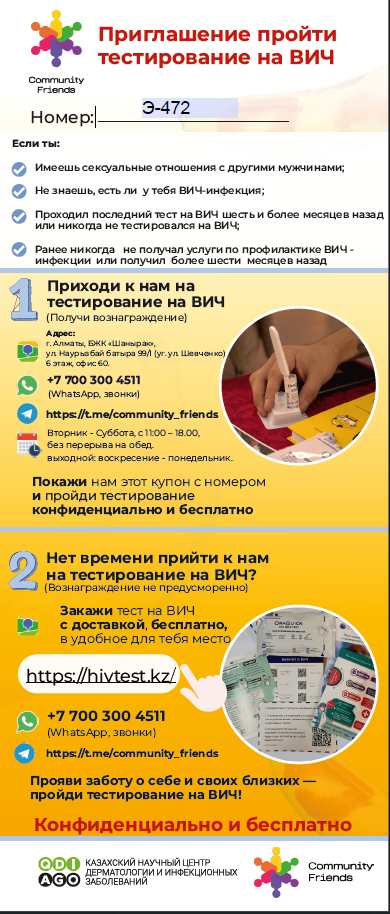 Приглашение пройти
тестирование на ВИЧ
Community
Friends
Номер: Э-472
Если ты:
Имеешь сексуальные отношения с другими мужчинами;
Не знаешь, есть ли у тебя ВИЧ-инфекция;
Проходил последний тест на ВИЧ шесть и более месяцев назад
или никогда не тестировался на ВИЧ;
Ранее никогда не получал услуги по профилактике ВИЧ -
инфекции или получил более шести месяцев назад
1
Приходи к нам на
тестирование на ВИЧ
(Получи вознаграждение)
Адрес:
г. Алматы, БЖК «Шанырак»,
ул. Наурызбай батыра 99/1 (уг. ул. Шевченко)
6 этаж, офис 60.
+7 700 300 4511
(WhatsApp, звонки)
https://t.me/community_friends
Вторник - Суббота, с 11:00 – 18.00,
без перерыва на обед.
выходной: воскресение - понедельник.
Покажи нам этот купон с номером
и пройди тестирование
конфиденциально и бесплатно
2
Нет времени прийти к нам
на тестирование на ВИЧ?
(Вознаграждение не предусморенно)
Закажи тест на ВИЧ
с доставкой, бесплатно,
в удобное для тебя место
https://hivtest.kz/
+7 700 300 4511
(WhatsApp, звонки)
https://t.me/community_friends
Прояви заботу о себе и своих близких —
пройди тестирование на ВИЧ!
Конфиденциально и бесплатно
QDI
AGO
КАЗАХСКИЙ НАУЧНЫЙ ЦЕНТР
ДЕРМАТОЛОГИИ И ИНФЕКЦИОННЫХ
ЗАБОЛЕВАНИЙ
Community
Friends